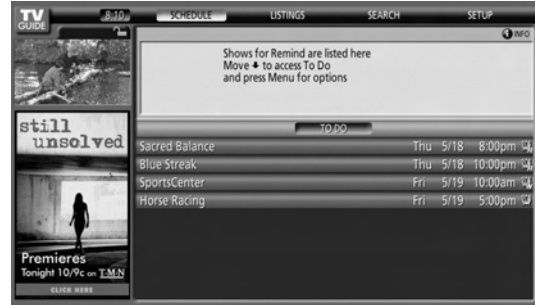 TV
GUIDE
8:10
SCHEDULE LISTINGS SEARCH SETUP
INFO
Shows for Remind are listed here
Move to access To Do
and press Menu for options
TO DO
Sacred Balance Thu 5/18 8:00pm
Blue Streak Thu 5/18 10:00pm
SportsCenter Fri 5/19 10:00am
Horse Racing Fri 5/19 5:00pm
still
unsolved
Premieres
Tonight 10/9c on T·M·N
CLICK HERE